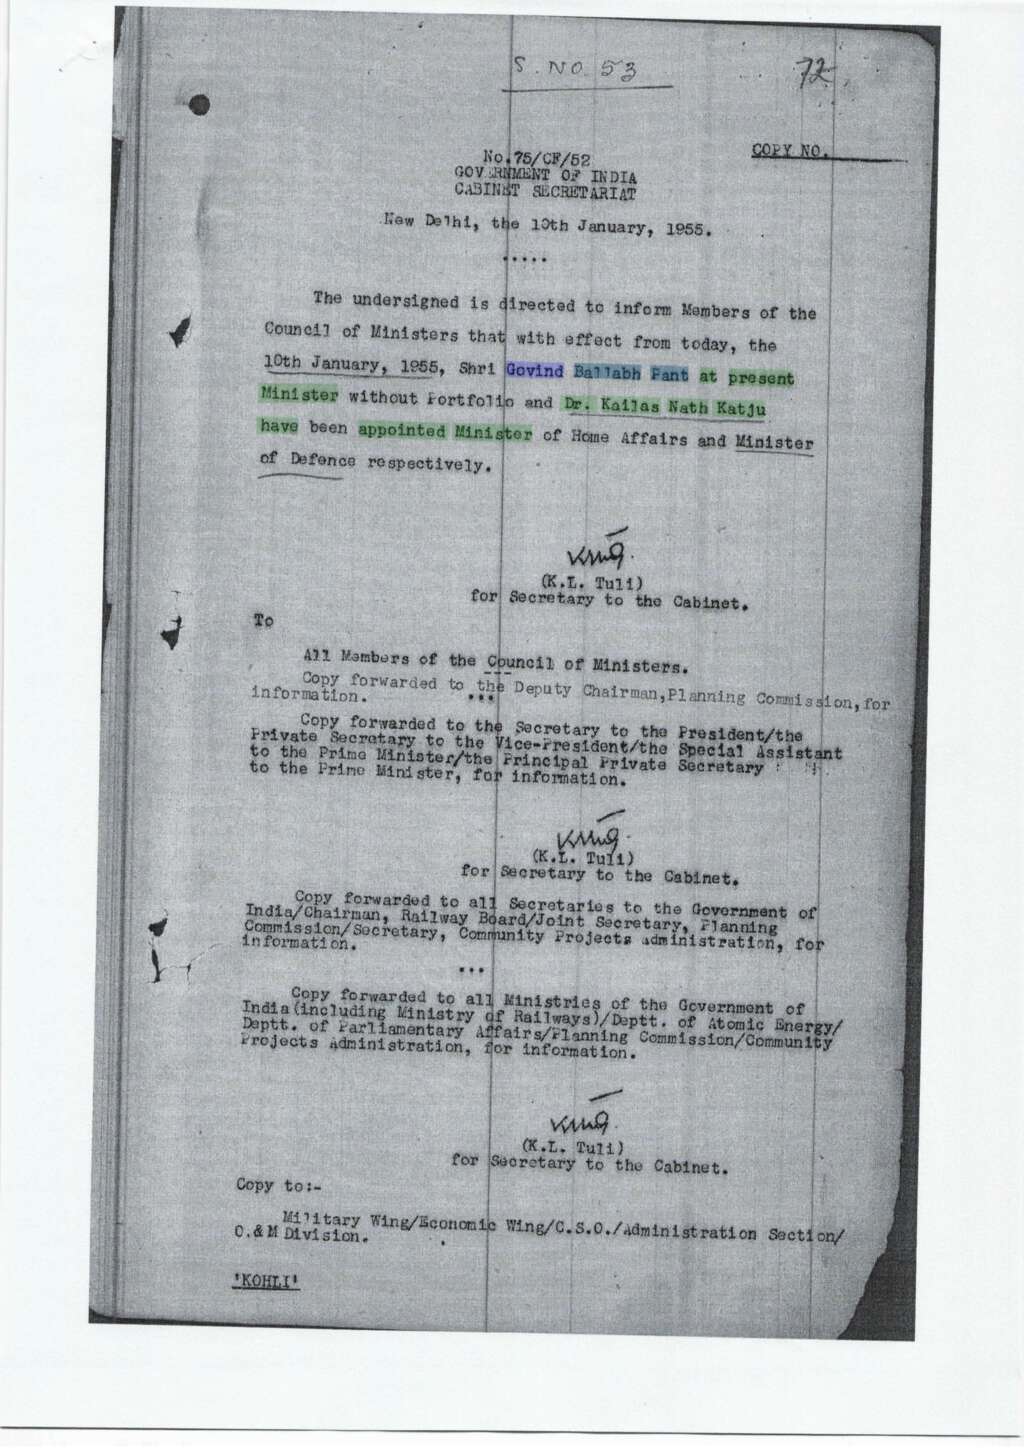 S. NO. 53
72
COPY NO.
No.75/CF/52
GOVERNMENT OF INDIA
CABINET SECRETARIAT
New Delhi, the 10th January, 1955.
.....
The undersigned is directed to inform Members of the
Council of Ministers that with effect from today, the
10th January, 1955, Shri Govind Ballabh Pant at present
Minister without Portfolio and Dr. Kailas Nath Katju
have been appointed Minister of Home Affairs and Minister
of Defence respectively.
(K.L. Tuli)
for Secretary to the Cabinet.
To
All Members of the Council of Ministers.
---
Copy forwarded to the Deputy Chairman,Planning Commission,for
information.
...
Copy forwarded to the Secretary to the President/the
Private Secretary to the Vice-President/the Special Assistant
to the Prime Minister/the Principal Private Secretary
to the Prime Minister, for information.
(K.L. Tuli)
for Secretary to the Cabinet.
Copy forwarded to all Secretaries to the Government of
India/Chairman, Railway Board/Joint Secretary, Planning
Commission/Secretary, Community Projects Administration, for
information.
...
Copy forwarded to all Ministries of the Government of
India(including Ministry of Railways)/Deptt. of Atomic Energy/
Deptt. of Parliamentary Affairs/Planning Commission/Community
Projects Administration, for information.
(K.L. Tuli)
for Secretary to the Cabinet.
Copy to:-
Military Wing/Economic Wing/C.S.O./Administration Section/
O.&M Division.
'KOHLI'